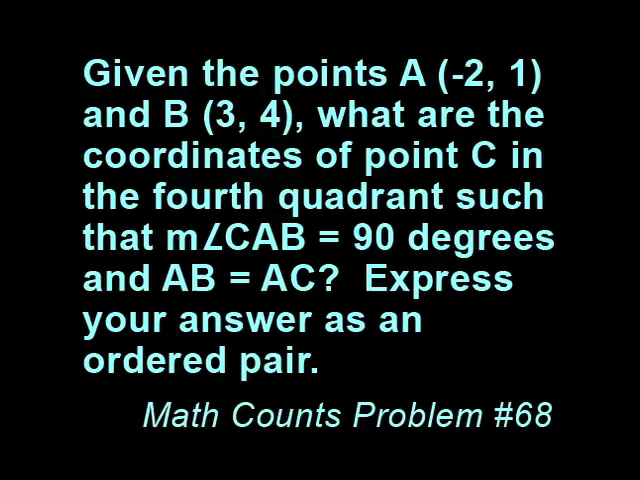 Given the points A (-2, 1)
and B (3, 4), what are the
coordinates of point C in
the fourth quadrant such
that m∠CAB = 90 degrees
and AB = AC?  Express
your answer as an
ordered pair.
Math Counts Problem #68